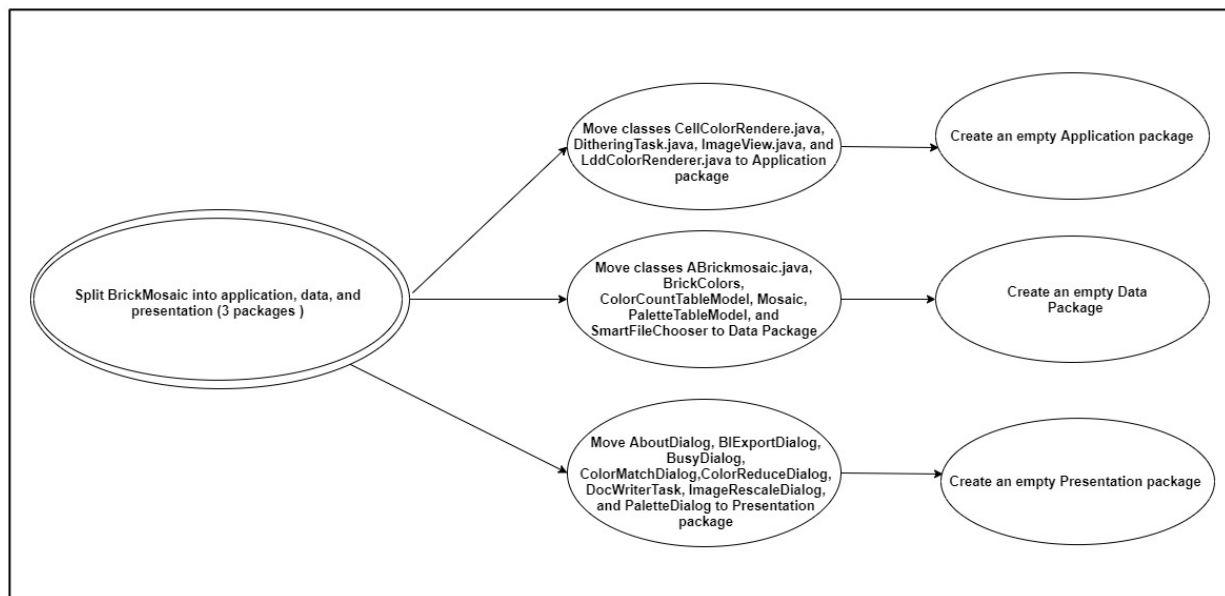 Split BrickMosaic into application, data, and
presentation (3 packages )
Move classes CellColorRendere.java,
DitheringTask.java, ImageView.java, and
LddColorRenderer.java to Application
package
Create an empty Application package
Move classes ABrickmosaic.java,
BrickColors,
ColorCountTableModel, Mosaic,
PaletteTableModel, and
SmartFileChooser to Data Package
Create an empty Data
Package
Move AboutDialog, BIExportDialog,
BusyDialog,
ColorMatchDialog,ColorReduceDialog,
DocWriterTask, ImageRescaleDialog,
and PaletteDialog to Presentation
package
Create an empty Presentation package